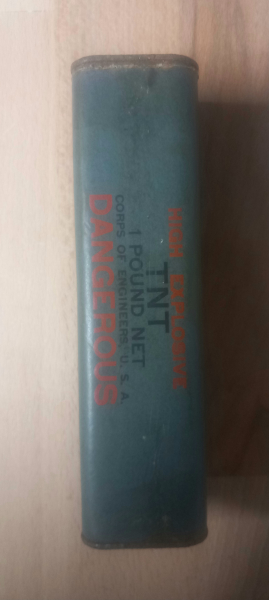 HIGH EXPLOSIVE
TNT
1 POUND NET
CORPS OF ENGINEERS, U. S. A.
DANGEROUS